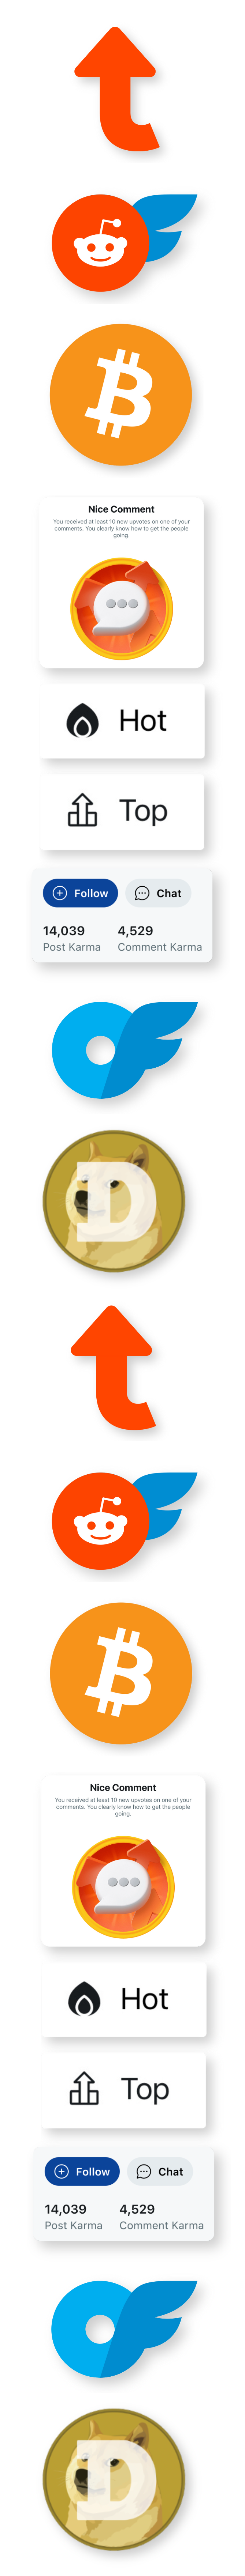 Nice Comment
You received at least 10 new upvotes on one of your
comments. You clearly know how to get the people
going.
Hot
Top
Follow Chat
14,039 4,529
Post Karma Comment Karma
D
Nice Comment
You received at least 10 new upvotes on one of your
comments. You clearly know how to get the people
going.
Hot
Top
Follow Chat
14,039 4,529
Post Karma Comment Karma
D